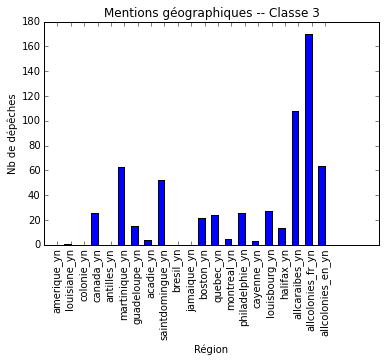 Mentions géographiques -- Classe 3
180
160
140
120
100
80
60
40
20
0
Nb de dépêches
amerique_yn
louisiane_yn
colonie_yn
canada_yn
antilles_yn
martinique_yn
guadeloupe_yn
acadie_yn
saintdomingue_yn
bresil_yn
jamaique_yn
boston_yn
quebec_yn
montreal_yn
philadelphie_yn
cayenne_yn
louisbourg_yn
halifax_yn
allcaraibes_yn
allcolonies_fr_yn
allcolonies_en_yn
Région